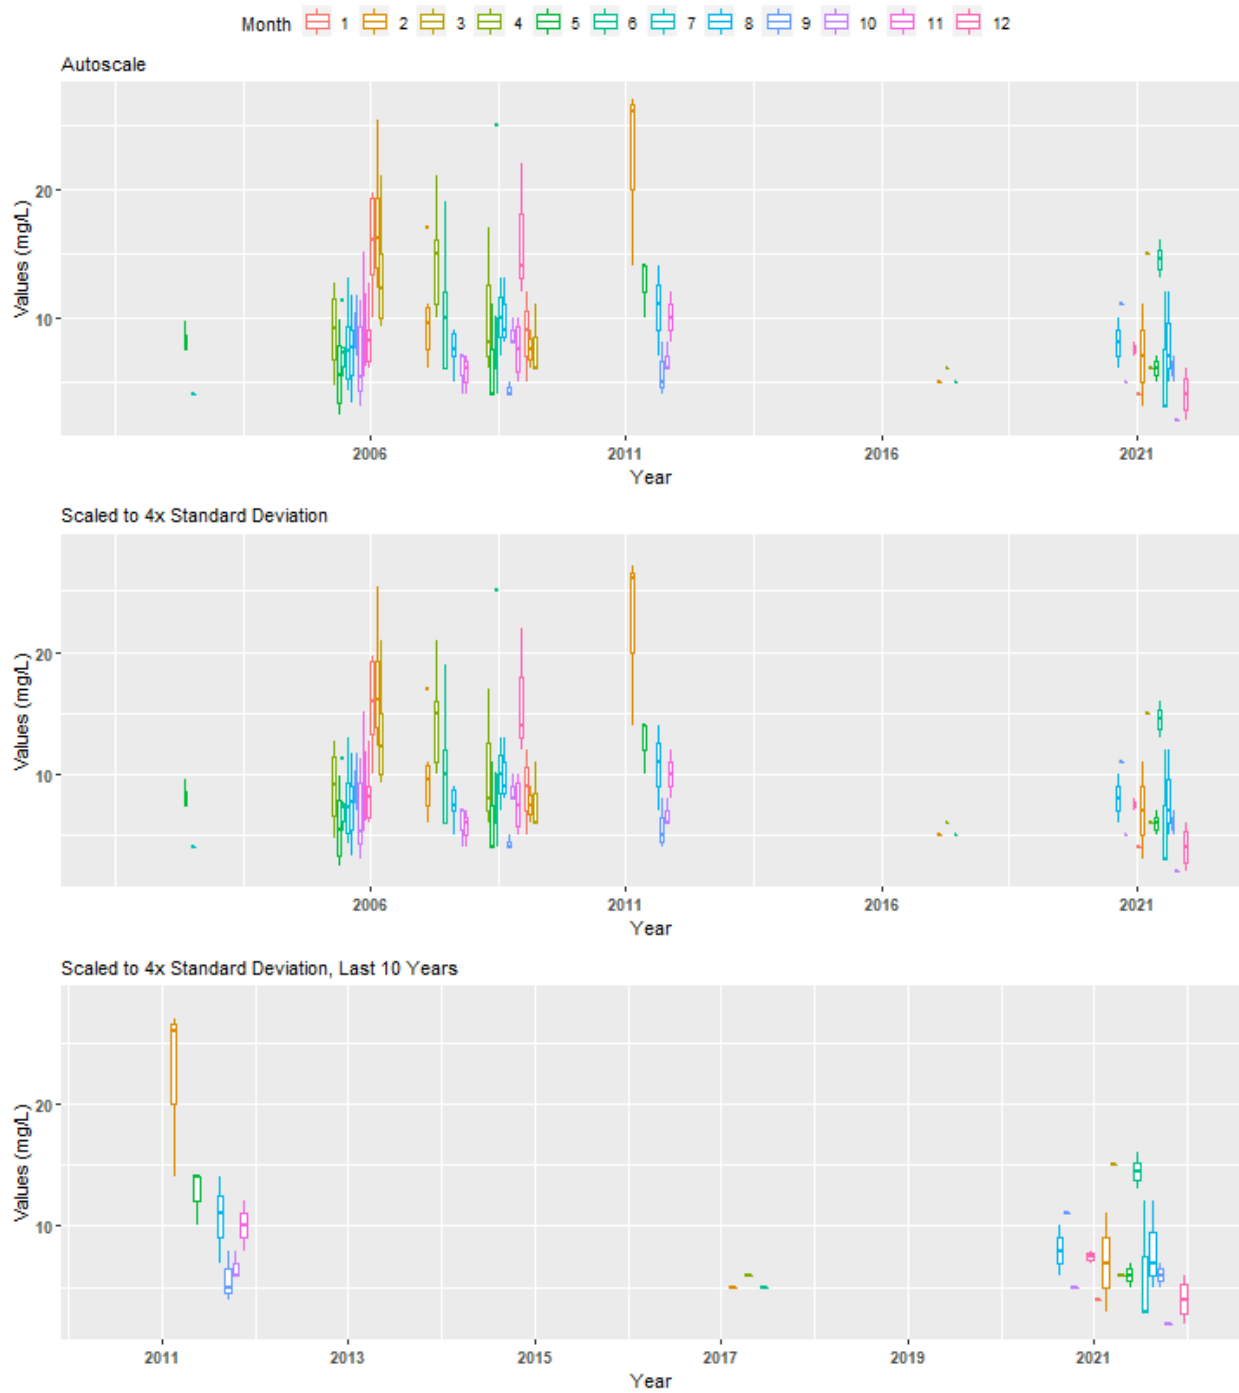 Month 1 2 3 4 5 6 7 8 9 10 11 12
Autoscale
Values (mg/L)
20
10
2006 2011 2016 2021
Year
Scaled to 4x Standard Deviation
Values (mg/L)
20
10
2006 2011 2016 2021
Year
Scaled to 4x Standard Deviation, Last 10 Years
Values (mg/L)
20
10
2011 2013 2015 2017 2019 2021
Year